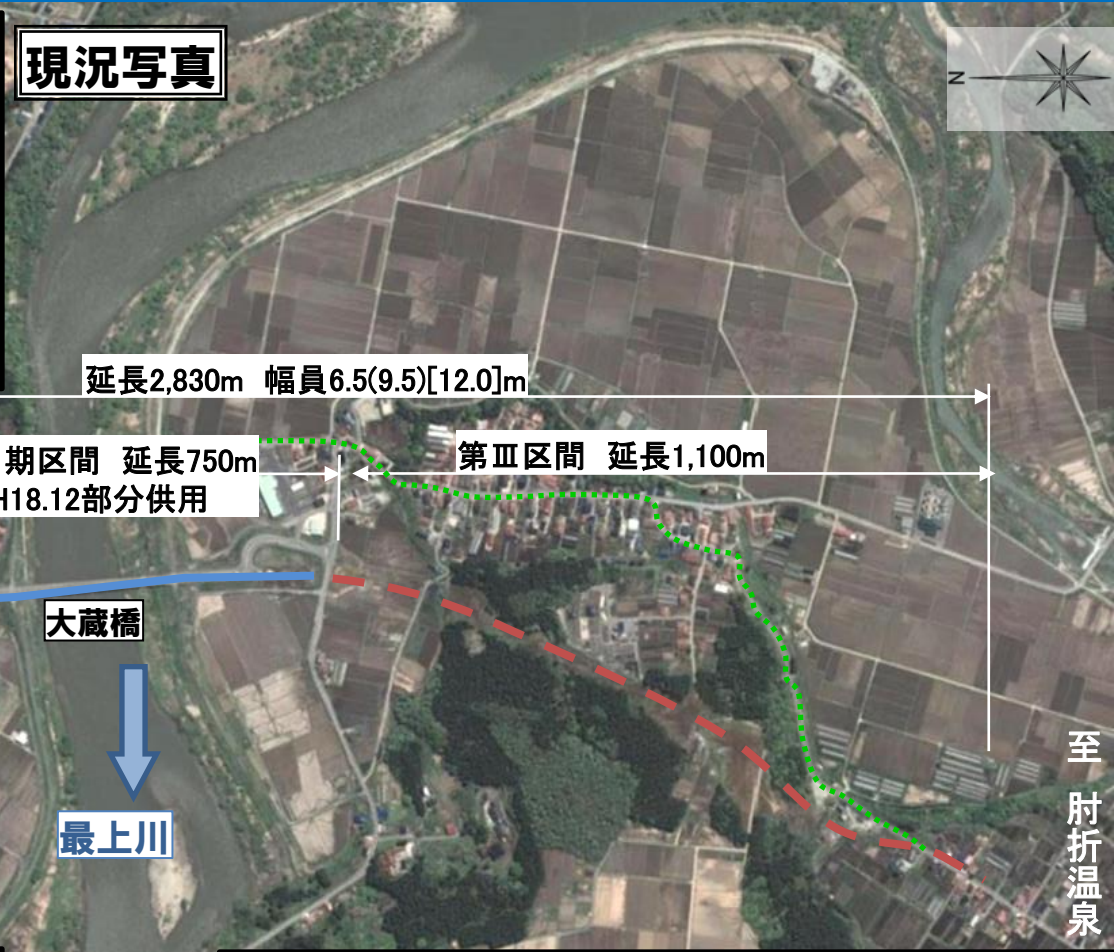 現況写真
N
延長2,830m 幅員6.5(9.5)[12.0]m
期区間 延長750m
H18.12部分供用
第Ⅲ区間 延長1,100m
大蔵橋
最上川
至 肘折温泉